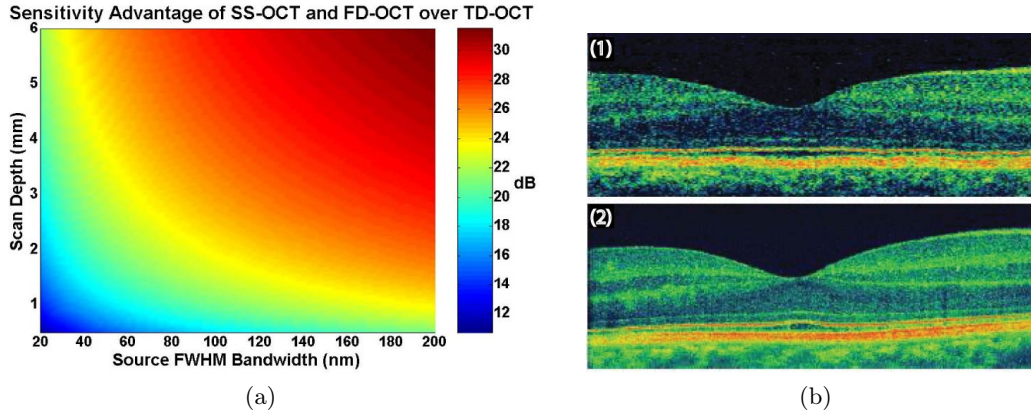 Sensitivity Advantage of SS-OCT and FD-OCT over TD-OCT
6
5
4
3
2
1
Scan Depth (mm)
20 40 60 80 100 120 140 160 180 200
Source FWHM Bandwidth (nm)
30
28
26
24
22
20
18
16
14
12
dB
(a)
(1)
(2)
(b)